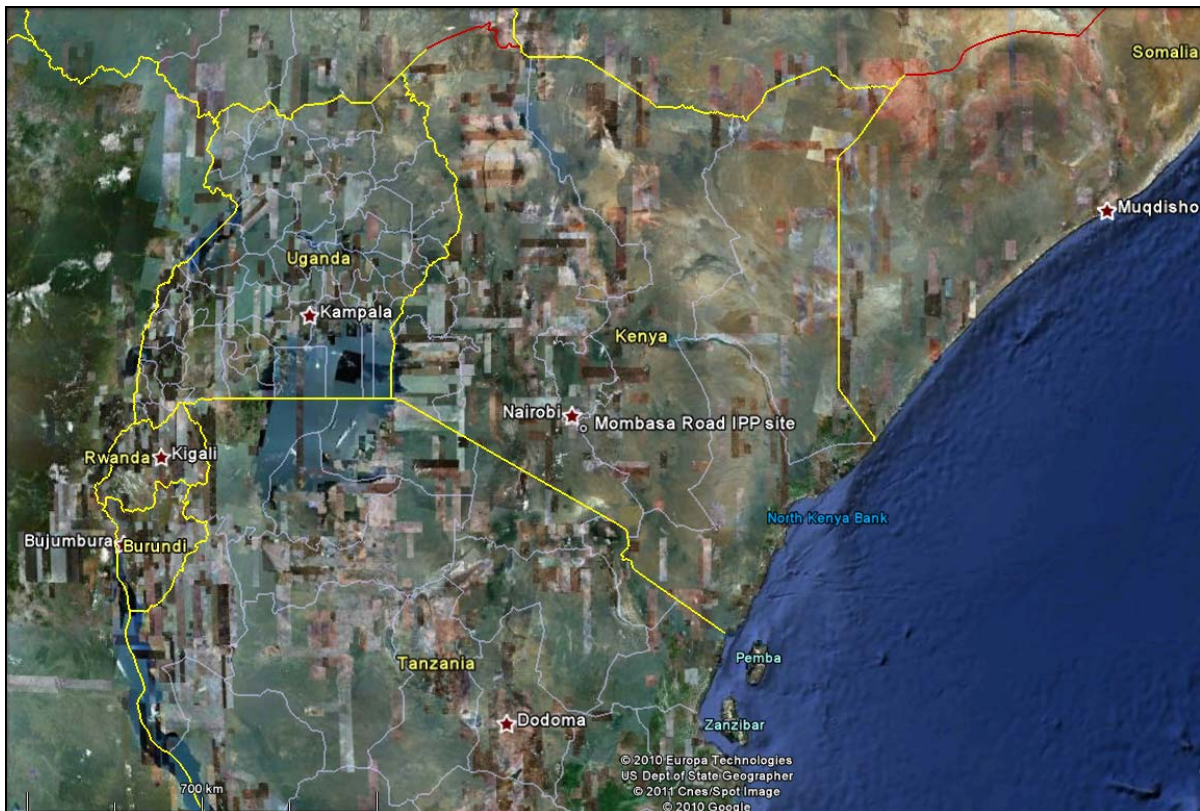 Somalia
Muqdisho
Uganda
Kampala
Kenya
Nairobi
Mombasa Road IPP site
Rwanda
Kigali
North Kenya Bank
Bujumbura
Burundi
Pemba
Tanzania
Zanzibar
Dodoma
© 2010 Europa Technologies
US Dept of State Geographer
© 2011 Cnes/Spot Image
© 2010 Google
700 km